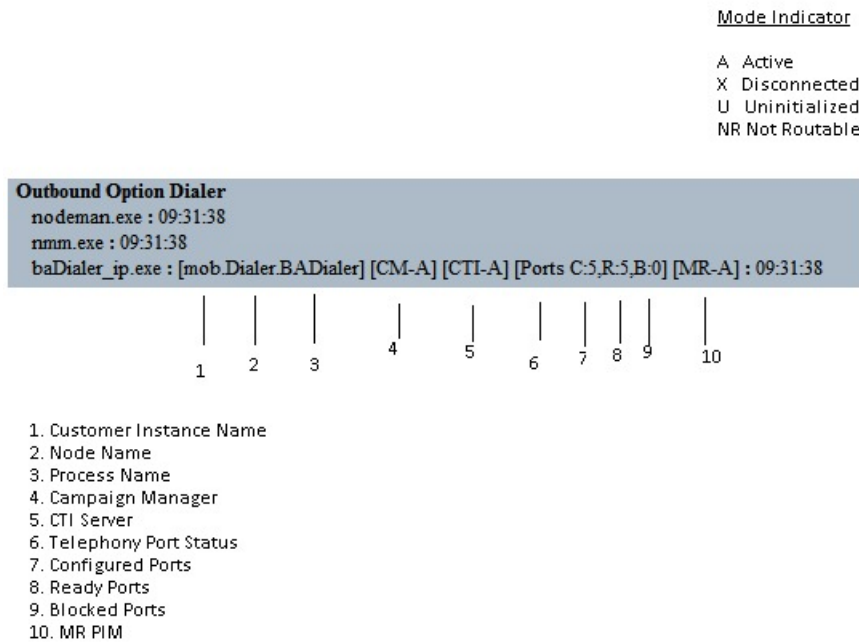 Mode Indicator
A Active
X Disconnected
U Uninitialized
NR Not Routable
Outbound Option Dialer
nodeman.exe : 09:31:38
nmm.exe : 09:31:38
baDialer_ip.exe : [mob.Dialer.BADialer] [CM-A] [CTI-A] [Ports C:5,R:5,B:0] [MR-A] : 09:31:38
1 2 3 4 5 6 7 8 9 10
1. Customer Instance Name
2. Node Name
3. Process Name
4. Campaign Manager
5. CTI Server
6. Telephony Port Status
7. Configured Ports
8. Ready Ports
9. Blocked Ports
10. MR PIM